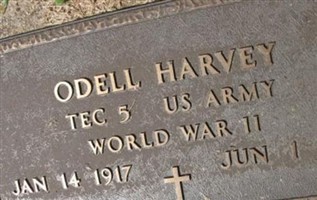 ODELL HARVEY
TEC 5 US ARMY
WORLD WAR II
JAN 14 1917 JUN 1